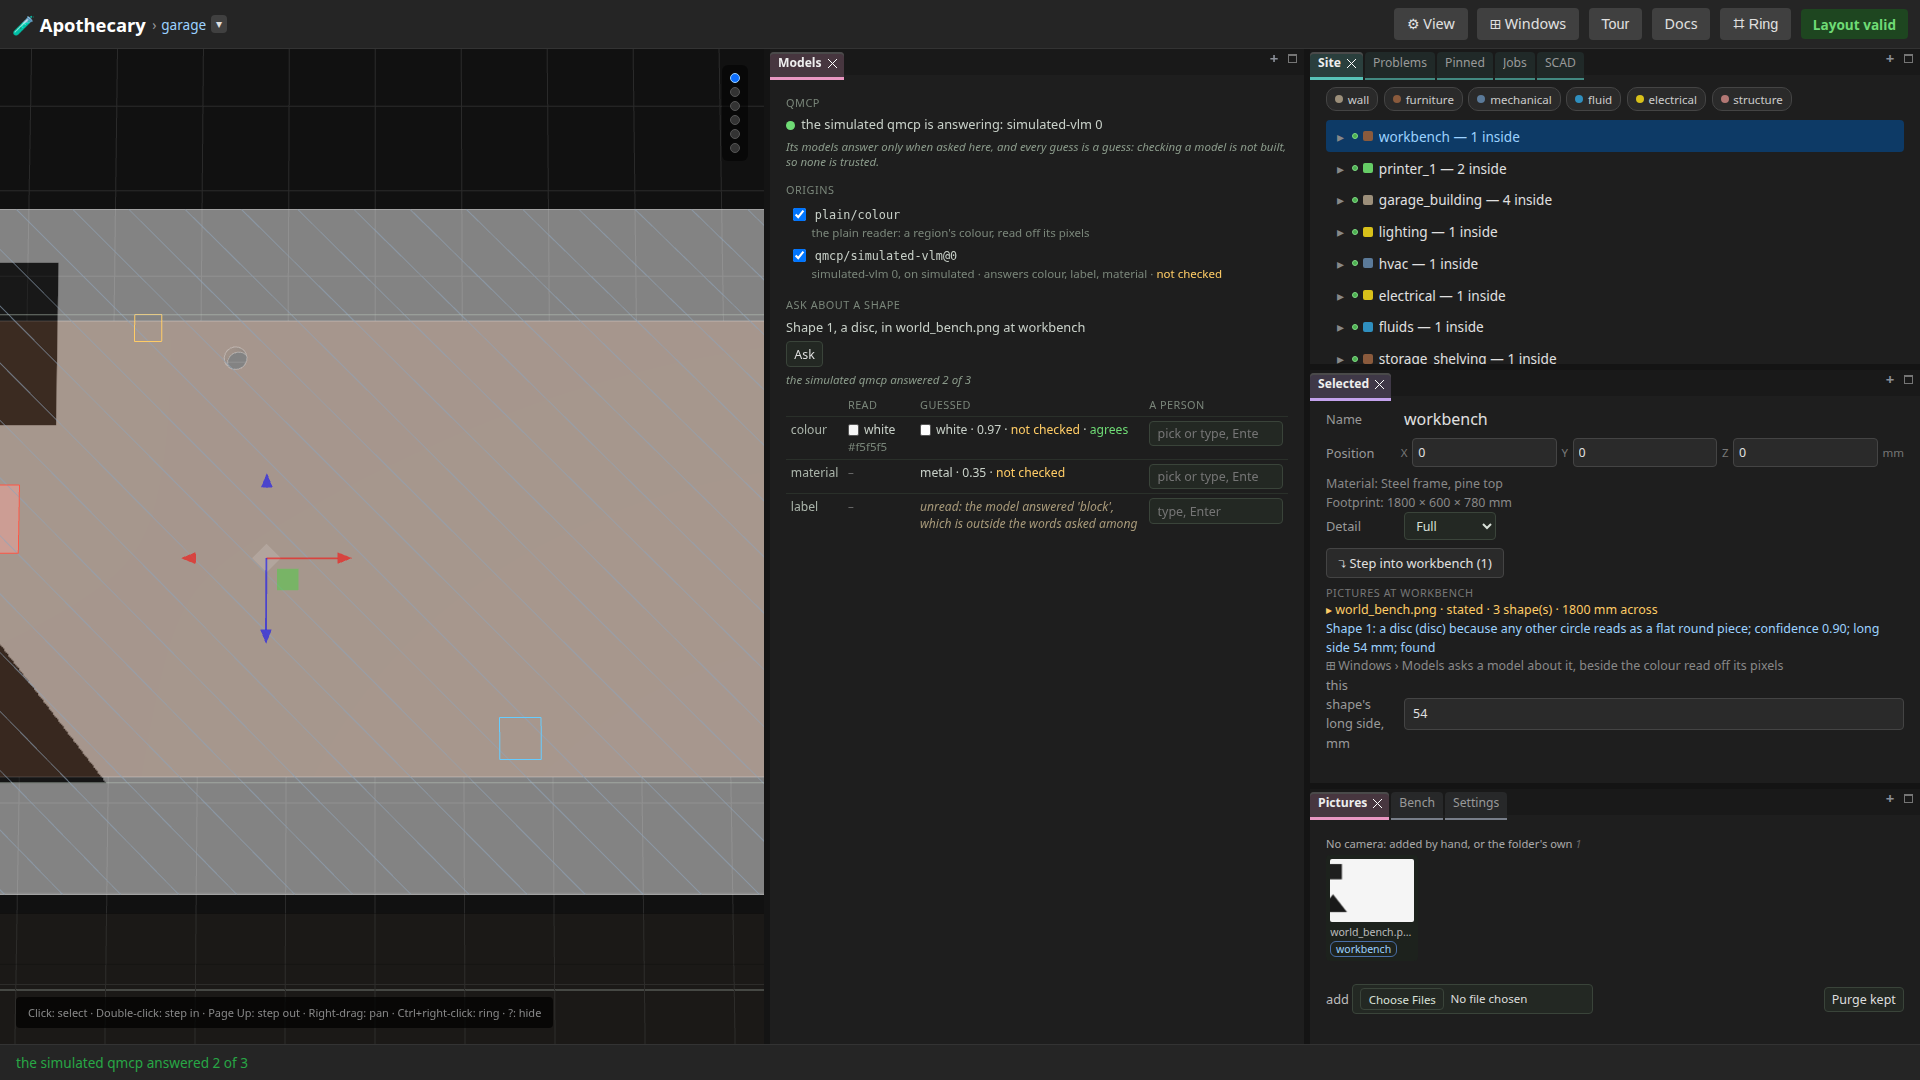 Apothecary › garage ▾
⚙ View
⊞ Windows
Tour
Docs
Ring
Layout valid
Models
QMCP
the simulated qmcp is answering: simulated-vlm 0
Its models answer only when asked here, and every guess is a guess: checking a model is not built,
so none is trusted.
ORIGINS
plain/colour
the plain reader: a region's colour, read off its pixels
qmcp/simulated-vlm@0
simulated-vlm 0, on simulated · answers colour, label, material · not checked
ASK ABOUT A SHAPE
Shape 1, a disc, in world_bench.png at workbench
Ask
the simulated qmcp answered 2 of 3
READ GUESSED A PERSON
colour white white · 0.97 · not checked · agrees pick or type, Ente
#f5f5f5
material – metal · 0.35 · not checked pick or type, Ente
label – unread: the model answered 'block', type, Enter
which is outside the words asked among
Site Problems Pinned Jobs SCAD
wall furniture mechanical fluid electrical structure
workbench — 1 inside
printer_1 — 2 inside
garage_building — 4 inside
lighting — 1 inside
hvac — 1 inside
electrical — 1 inside
fluids — 1 inside
storage_shelving — 1 inside
Selected
Name workbench
Position X 0 Y 0 Z 0 mm
Material: Steel frame, pine top
Footprint: 1800 × 600 × 780 mm
Detail Full
Step into workbench (1)
PICTURES AT WORKBENCH
▸ world_bench.png · stated · 3 shape(s) · 1800 mm across
Shape 1: a disc (disc) because any other circle reads as a flat round piece; confidence 0.90; long
side 54 mm; found
⊞ Windows › Models asks a model about it, beside the colour read off its pixels
this
shape's
long side,
mm
54
Pictures Bench Settings
No camera: added by hand, or the folder's own 1
world_bench.p...
workbench
add Choose Files No file chosen
Purge kept
Click: select · Double-click: step in · Page Up: step out · Right-drag: pan · Ctrl+right-click: ring · ?: hide
the simulated qmcp answered 2 of 3